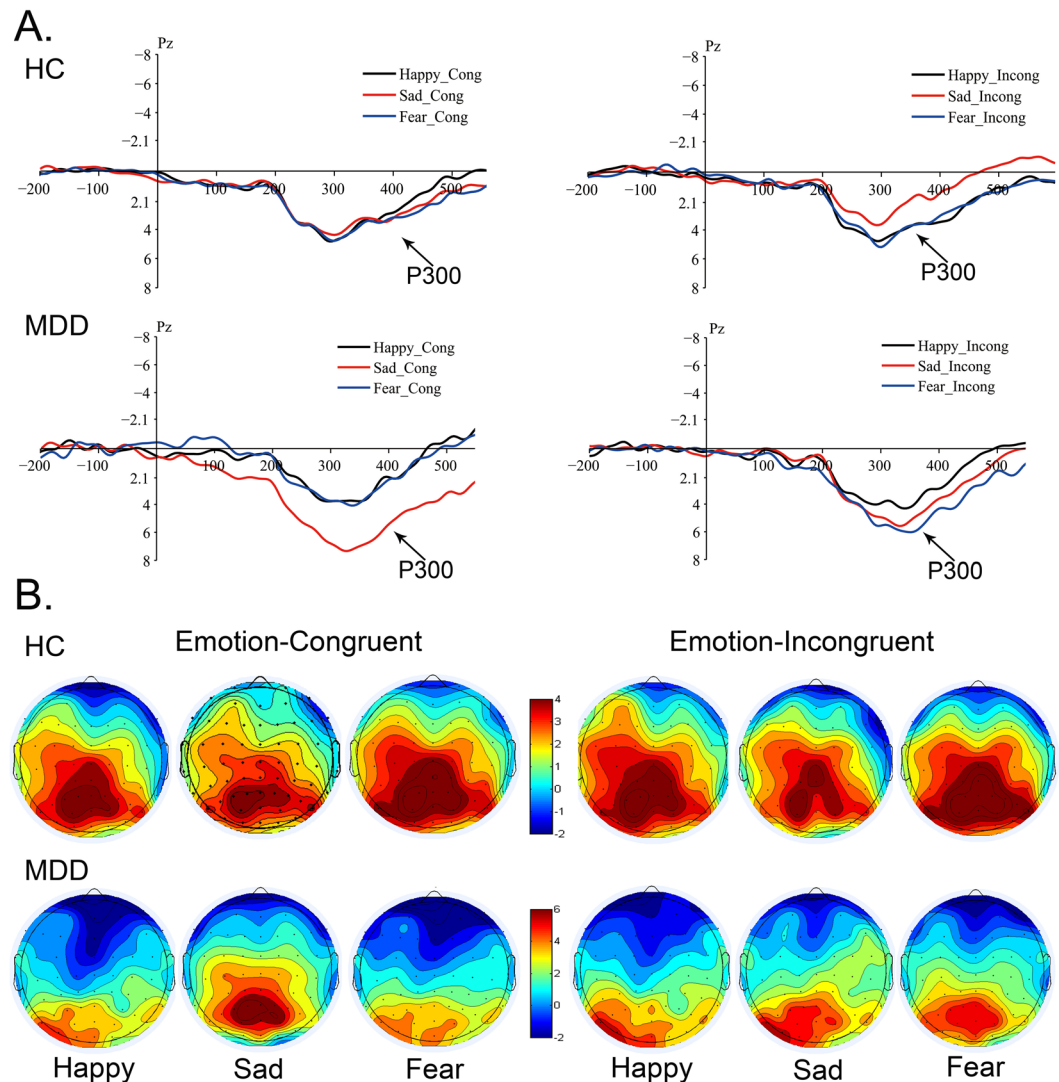 A.
HC
Pz
−8
−6
−4
−2.1
2.1
4
6
8
−200 −100 100 200 300 400 500
Happy_Cong
Sad_Cong
Fear_Cong
P300
−8
−6
−4
−2.1
2.1
4
6
8
−200 −100 100 200 300 400 500
Happy_Incong
Sad_Incong
Fear_Incong
P300
MDD
Pz
−8
−6
−4
−2.1
2.1
4
6
8
−200 −100 100 200 300 400 500
Happy_Cong
Sad_Cong
Fear_Cong
P300
Pz
−8
−6
−4
−2.1
2.1
4
6
8
−200 −100 100 200 300 400 500
Happy_Incong
Sad_Incong
Fear_Incong
P300
B.
HC
Emotion-Congruent Emotion-Incongruent
4
3
2
1
0
-1
-2
MDD
6
4
2
0
-2
Happy Sad Fear Happy Sad Fear